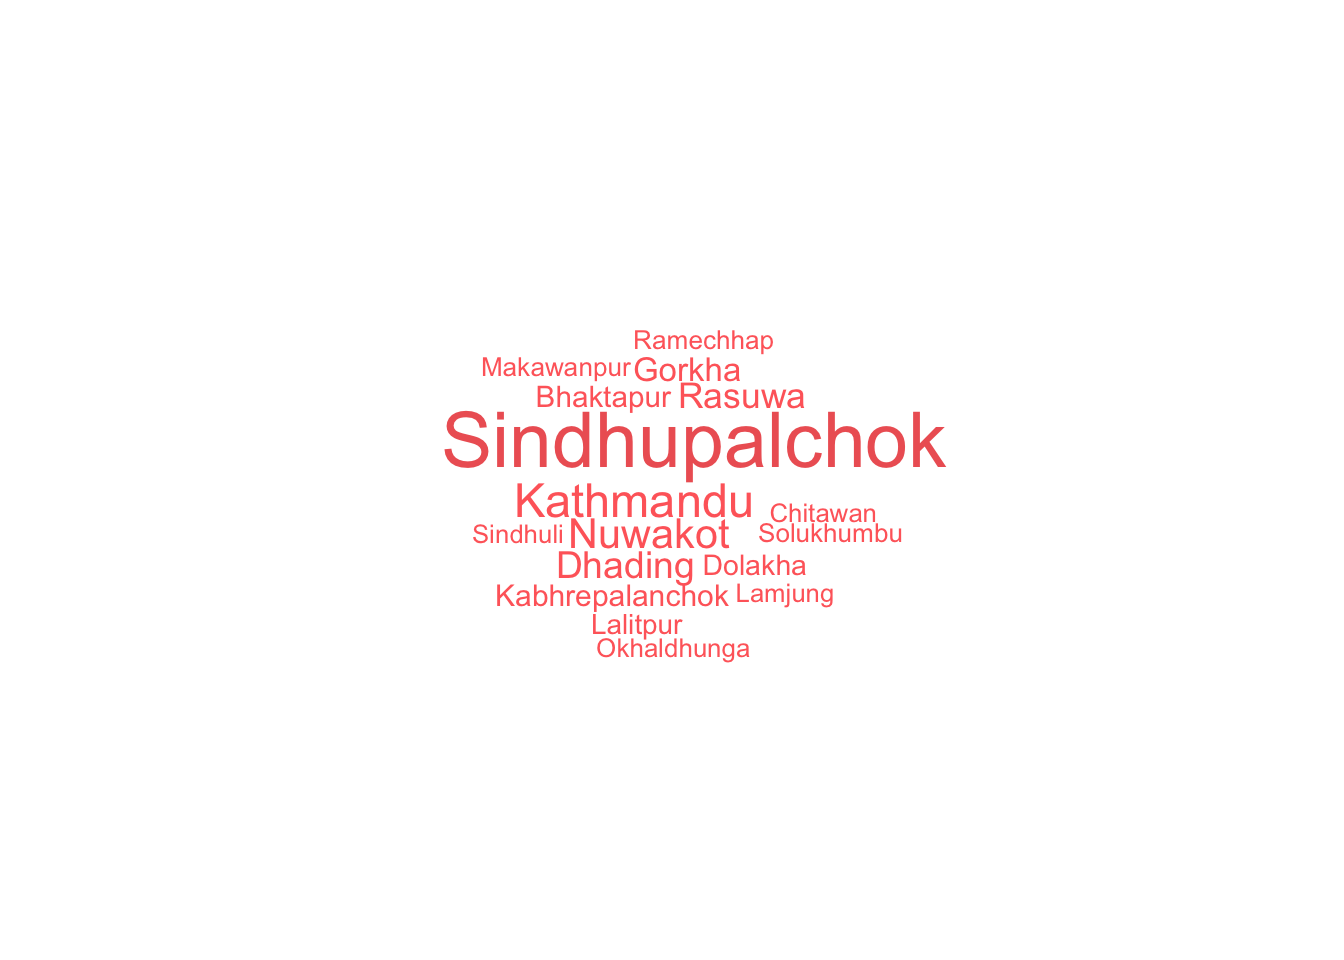 Ramechhap
Makawanpur Gorkha
Bhaktapur Rasuwa
Sindhupalchok
Kathmandu Chitawan
Sindhuli Nuwakot Solukhumbu
Dhading Dolakha
Kabhrepalanchok Lamjung
Lalitpur
Okhaldhunga